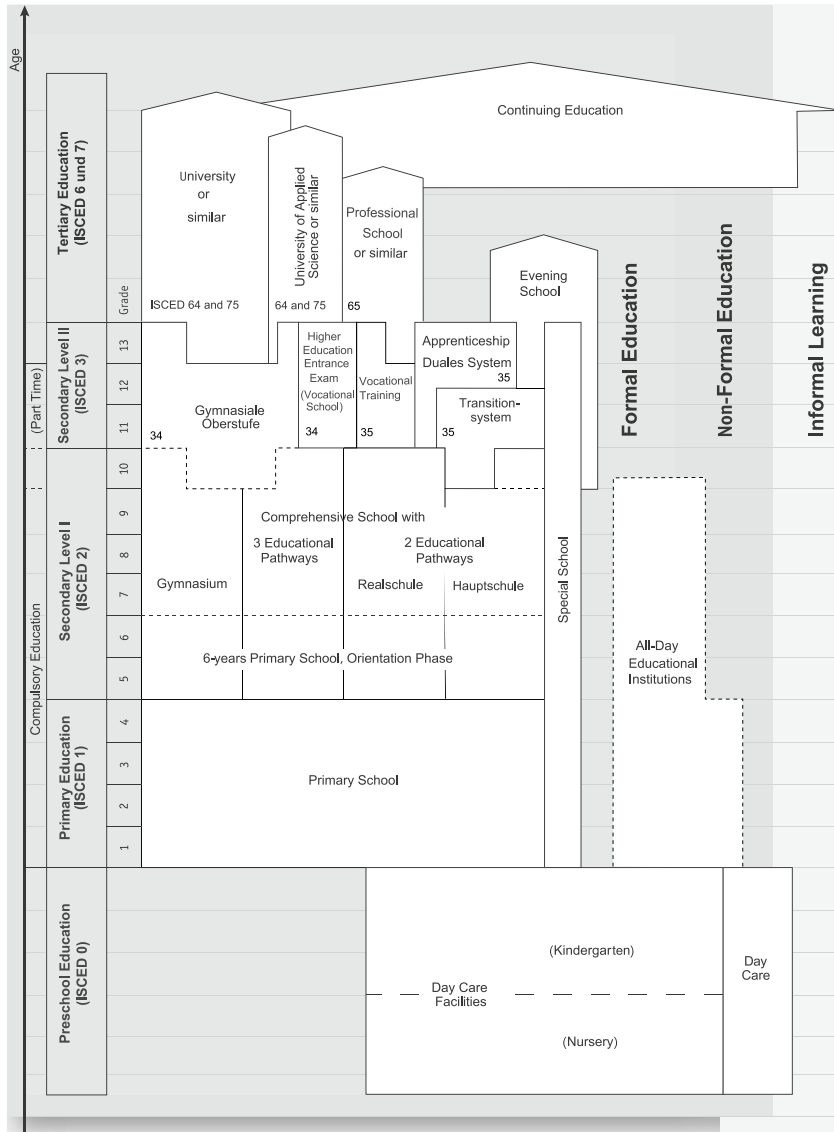 Age
Continuing Education
Tertiary Education
(ISCED 6 und 7)
University
or
similar
University of Applied
Science or similar
Professional
School
or similar
Evening
School
Grade
ISCED 64 and 75
64 and 75
65
Formal Education
Non-Formal Education
Informal Learning
(Part Time)
Secondary Level II
(ISCED 3)
13
12
11
Higher
Education
Entrance
Exam
(Vocational
School)
34
Apprenticeship
Duales System
35
Vocational
Training
35
Transition-
system
35
Gymnasiale
Oberstufe
34
Compulsory Education
Secondary Level I
(ISCED 2)
10
9
8
7
6
5
Comprehensive School with
3 Educational
Pathways
2 Educational
Pathways
Gymnasium
Realschule
Hauptschule
Special School
6-years Primary School, Orientation Phase
All-Day
Educational
Institutions
Primary Education
(ISCED 1)
4
3
2
1
Primary School
Preschool Education
(ISCED 0)
(Kindergarten)
Day Care
Facilities
(Nursery)
Day
Care